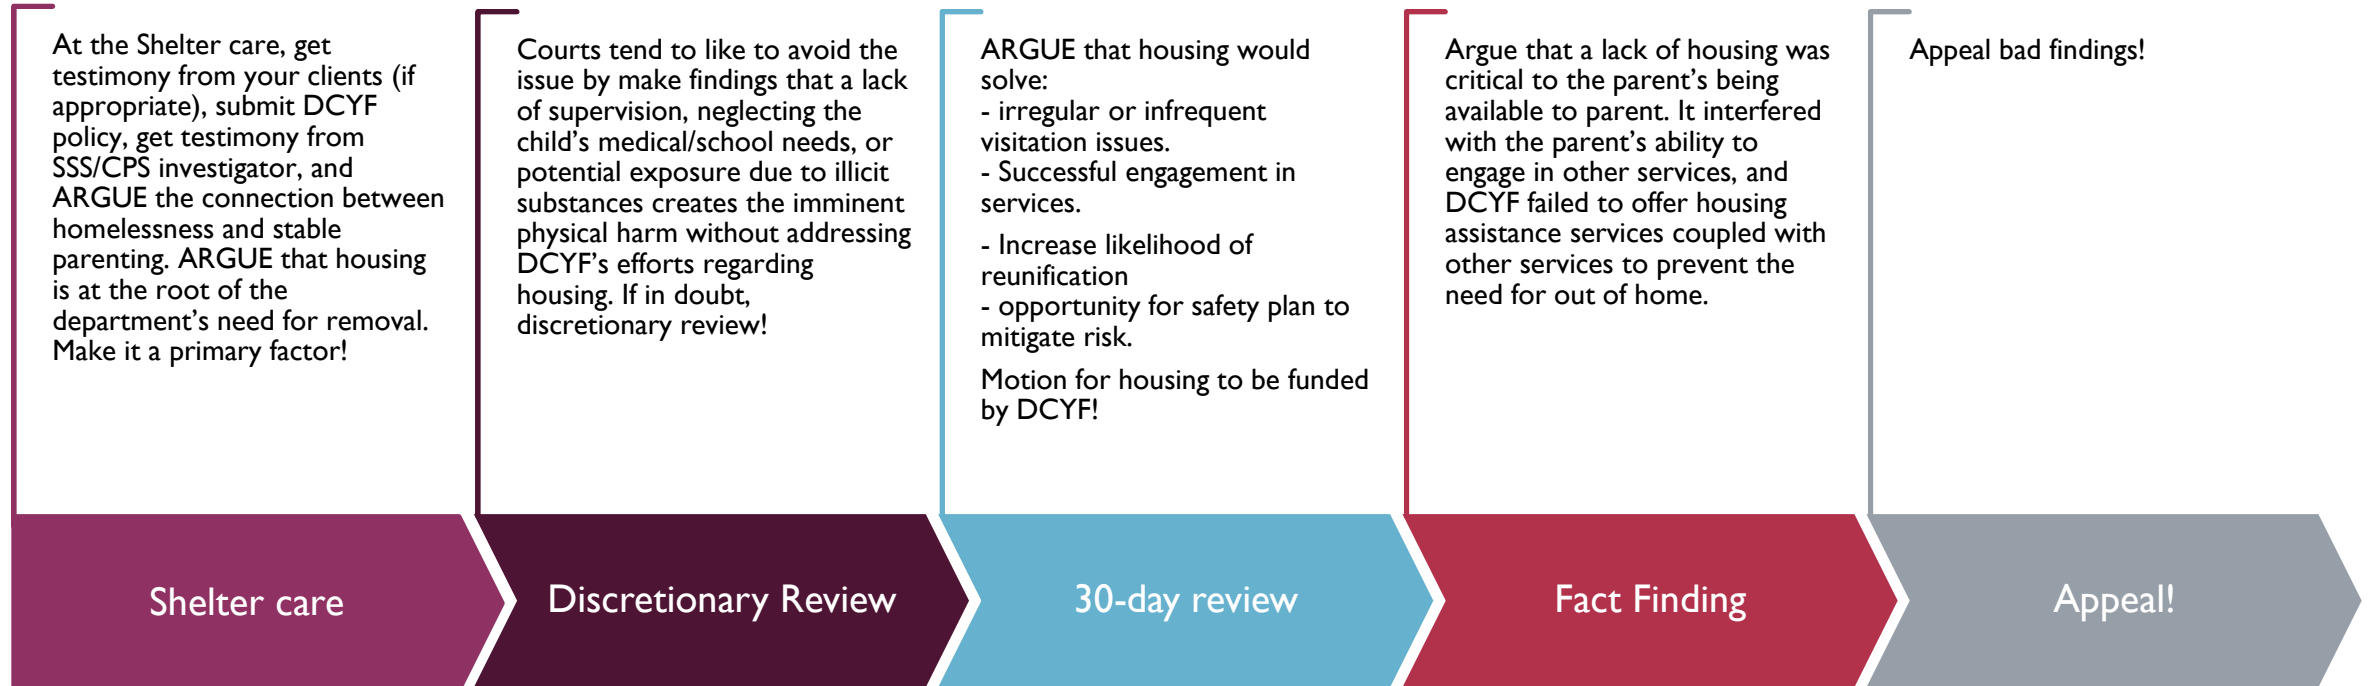 At the Shelter care, get
testimony from your clients (if
appropriate), submit DCYF
policy, get testimony from
SSS/CPS investigator, and
ARGUE the connection between
homelessness and stable
parenting. ARGUE that housing
is at the root of the
department's need for removal.
Make it a primary factor!
Shelter care
Courts tend to like to avoid the
issue by make findings that a lack
of supervision, neglecting the
child's medical/school needs, or
potential exposure due to illicit
substances creates the imminent
physical harm without addressing
DCYF's efforts regarding
housing. If in doubt,
discretionary review!
Discretionary Review
ARGUE that housing would
solve:
- irregular or infrequent
visitation issues.
- Successful engagement in
services.
- Increase likelihood of
reunification
- opportunity for safety plan to
mitigate risk.
Motion for housing to be funded
by DCYF!
30-day review
Argue that a lack of housing was
critical to the parent's being
available to parent. It interfered
with the parent's ability to
engage in other services, and
DCYF failed to offer housing
assistance services coupled with
other services to prevent the
need for out of home.
Fact Finding
Appeal bad findings!
Appeal!